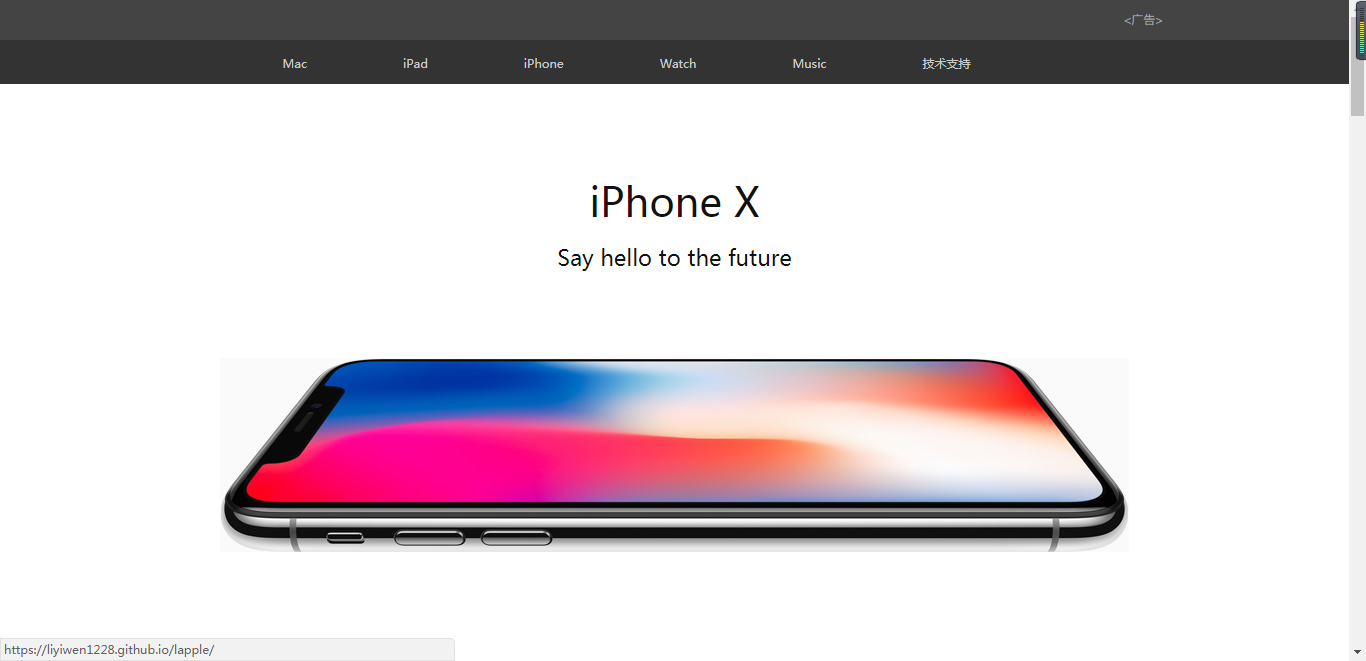 <广告>
Mac iPad iPhone Watch Music 技术支持
iPhone X
Say hello to the future
https://liyiwen1228.github.io/lapple/